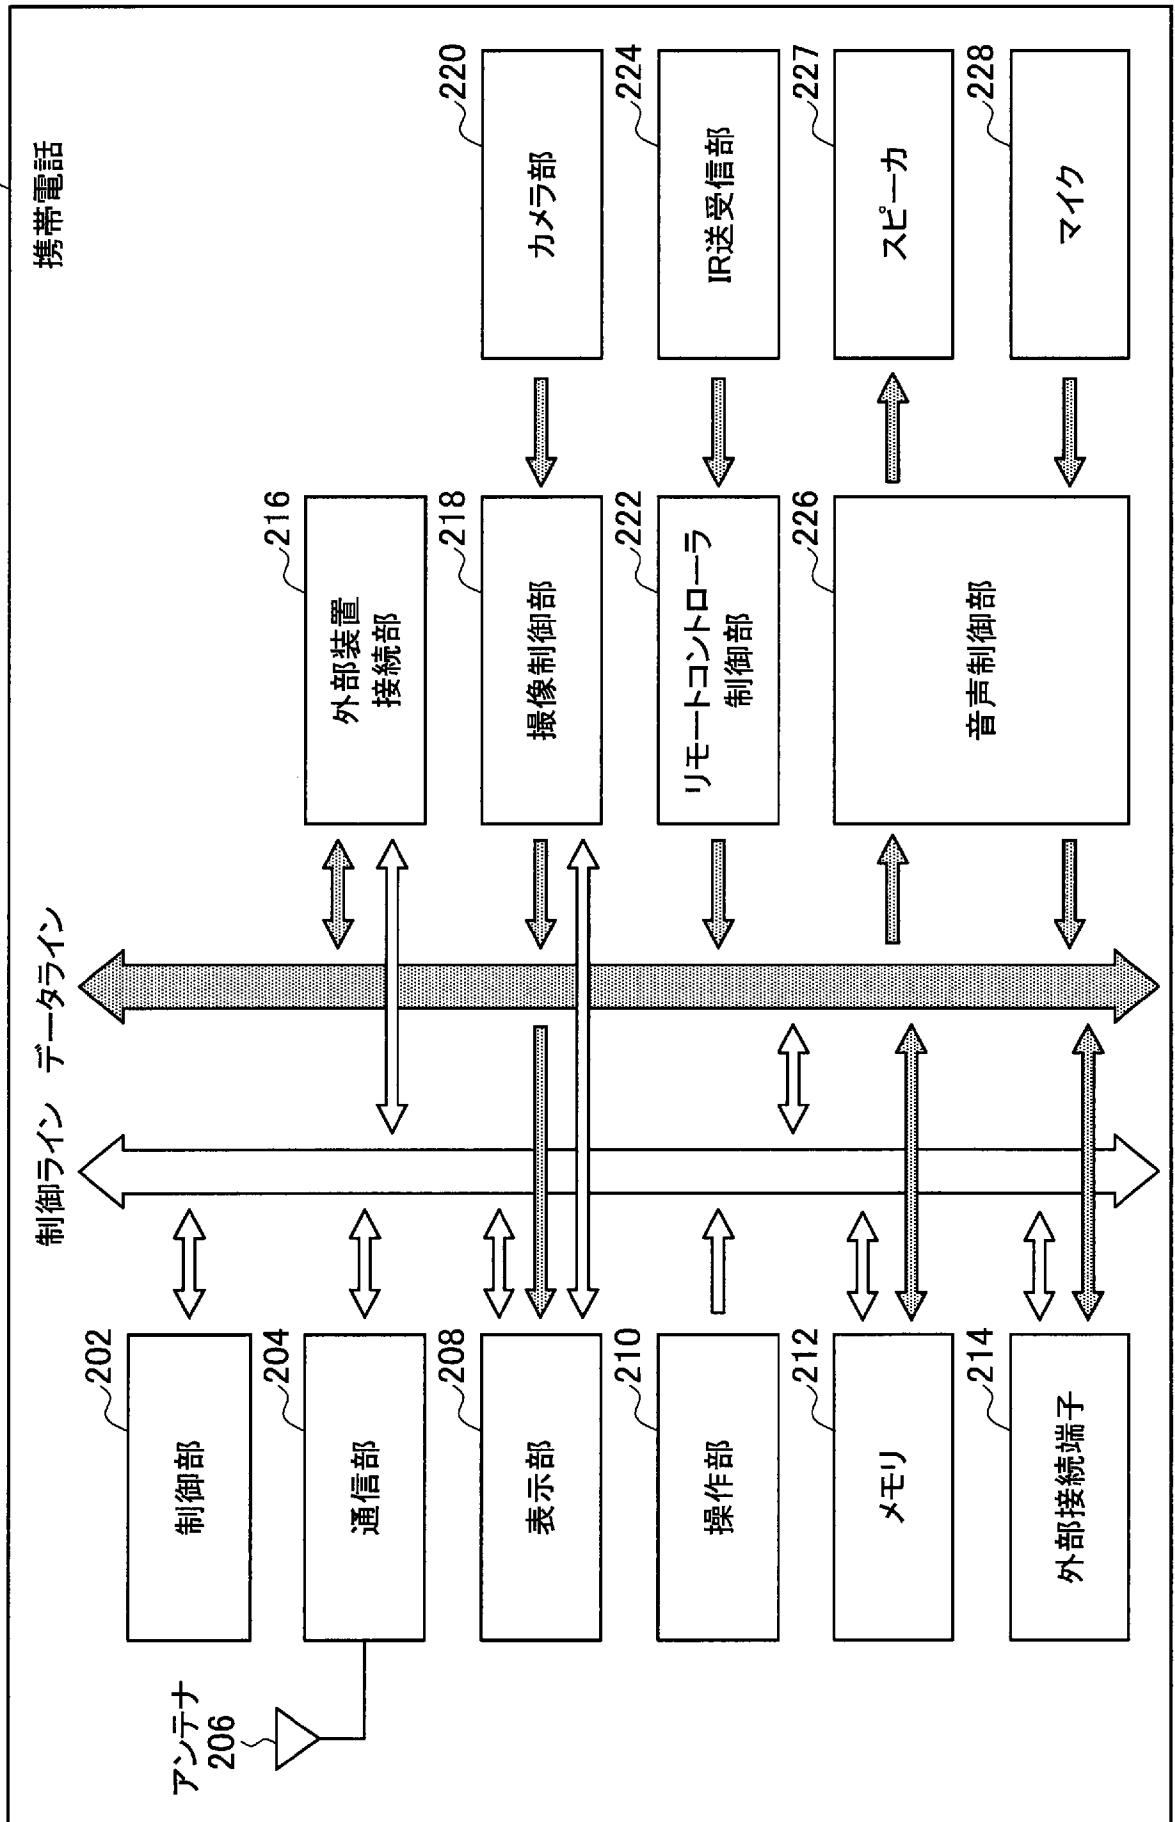 携帯電話
制御ライン
データライン
アンテナ
206
202
制御部
204
通信部
208
表示部
210
操作部
212
メモリ
214
外部接続端子
216
外部装置
接続部
218
撮像制御部
222
リモートコントローラ
制御部
226
音声制御部
220
カメラ部
224
IR送受信部
227
スピーカ
228
マイク